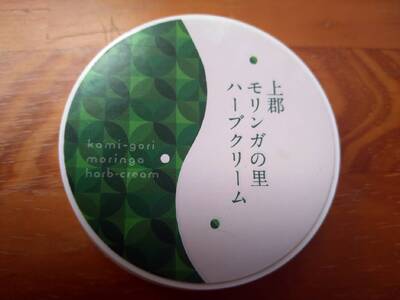 上郡
モリンガの里
ハーブクリーム
kami-gori
moringa
harb-cream